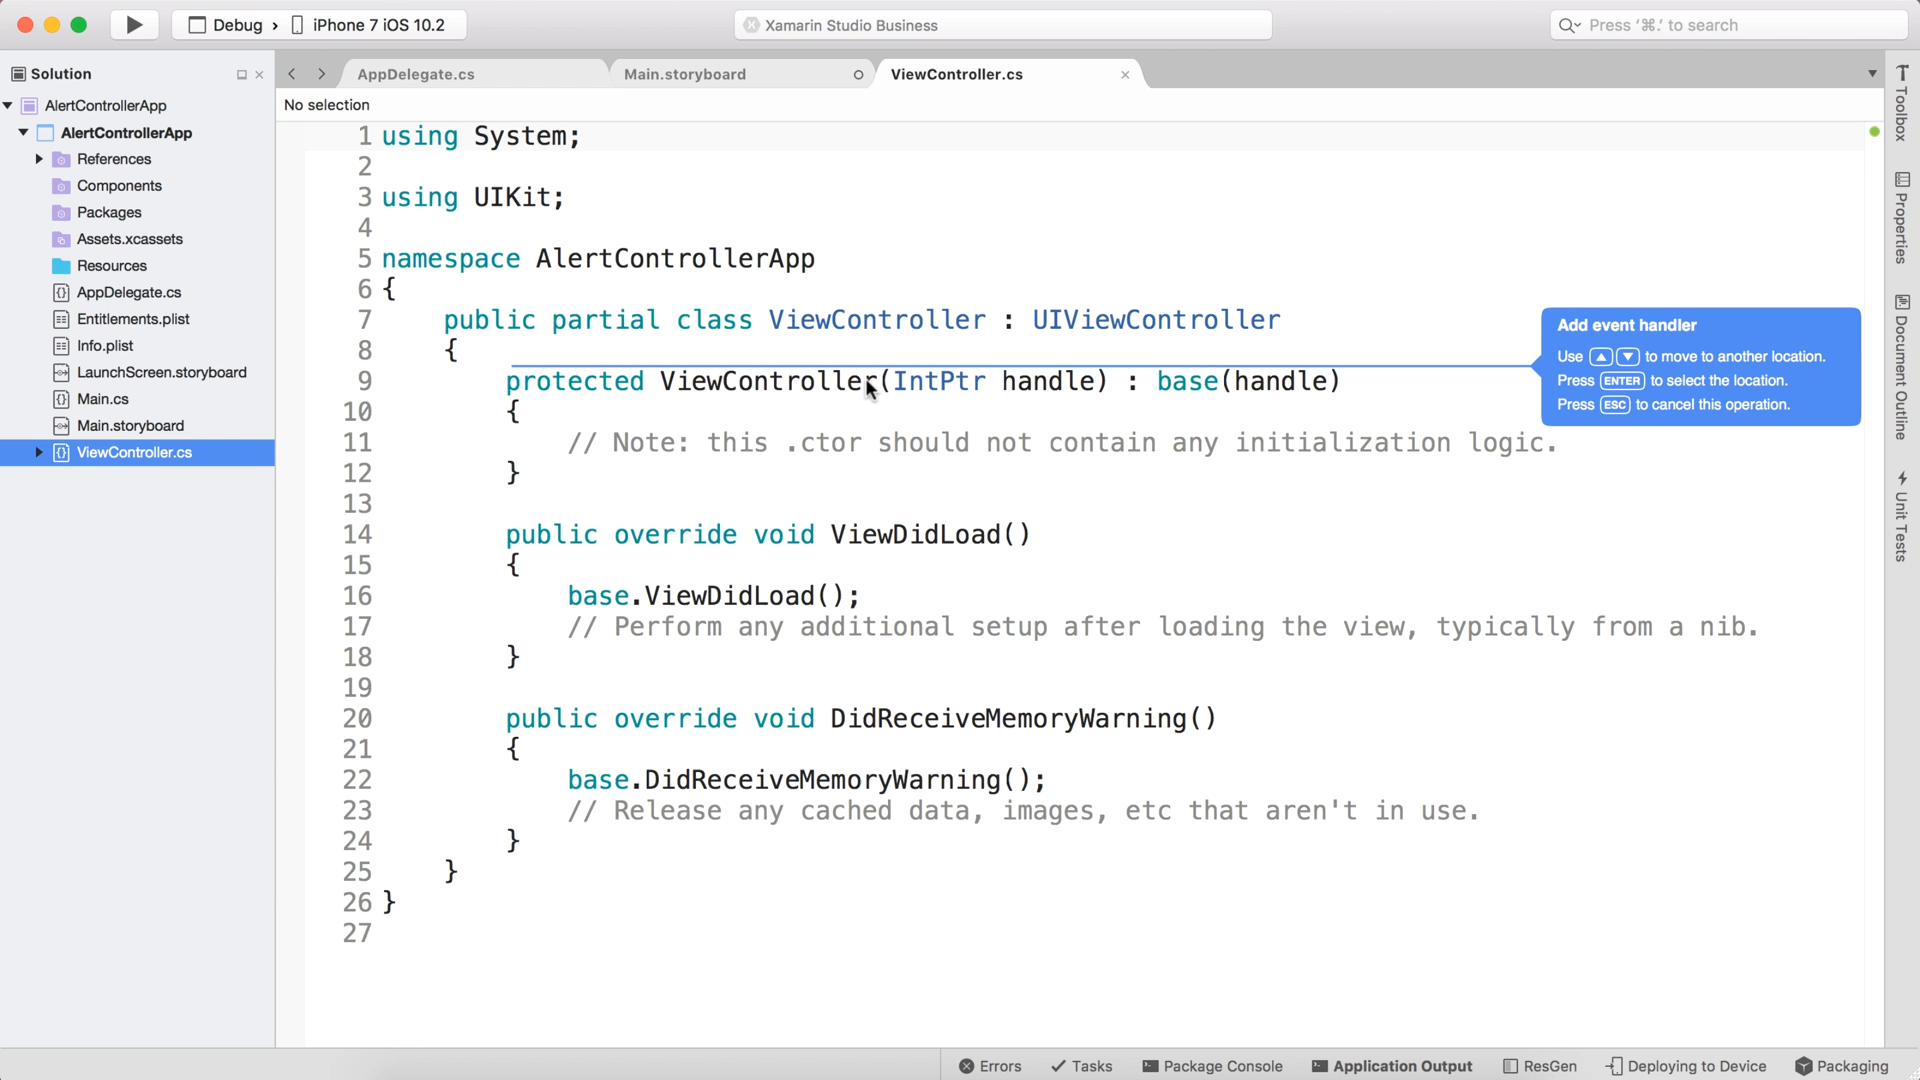 Debug › iPhone 7 iOS 10.2
Xamarin Studio Business
Press '⌘.' to search
Solution
AppDelegate.cs
Main.storyboard
ViewController.cs
No selection
AlertControllerApp
AlertControllerApp
References
Components
Packages
Assets.xcassets
Resources
AppDelegate.cs
Entitlements.plist
Info.plist
LaunchScreen.storyboard
Main.cs
Main.storyboard
ViewController.cs
1 using System;
2
3 using UIKit;
4
5 namespace AlertControllerApp
6 {
7 public partial class ViewController : UIViewController
8 {
9 protected ViewController(IntPtr handle) : base(handle)
10 {
11 // Note: this .ctor should not contain any initialization logic.
12 }
13
14 public override void ViewDidLoad()
15 {
16 base.ViewDidLoad();
17 // Perform any additional setup after loading the view, typically from a nib.
18 }
19
20 public override void DidReceiveMemoryWarning()
21 {
22 base.DidReceiveMemoryWarning();
23 // Release any cached data, images, etc that aren't in use.
24 }
25 }
26 }
27
Add event handler
Use ▲ ▼ to move to another location.
Press ENTER to select the location.
Press ESC to cancel this operation.
Toolbox
Properties
Document Outline
Unit Tests
Errors
Tasks
Package Console
Application Output
ResGen
Deploying to Device
Packaging